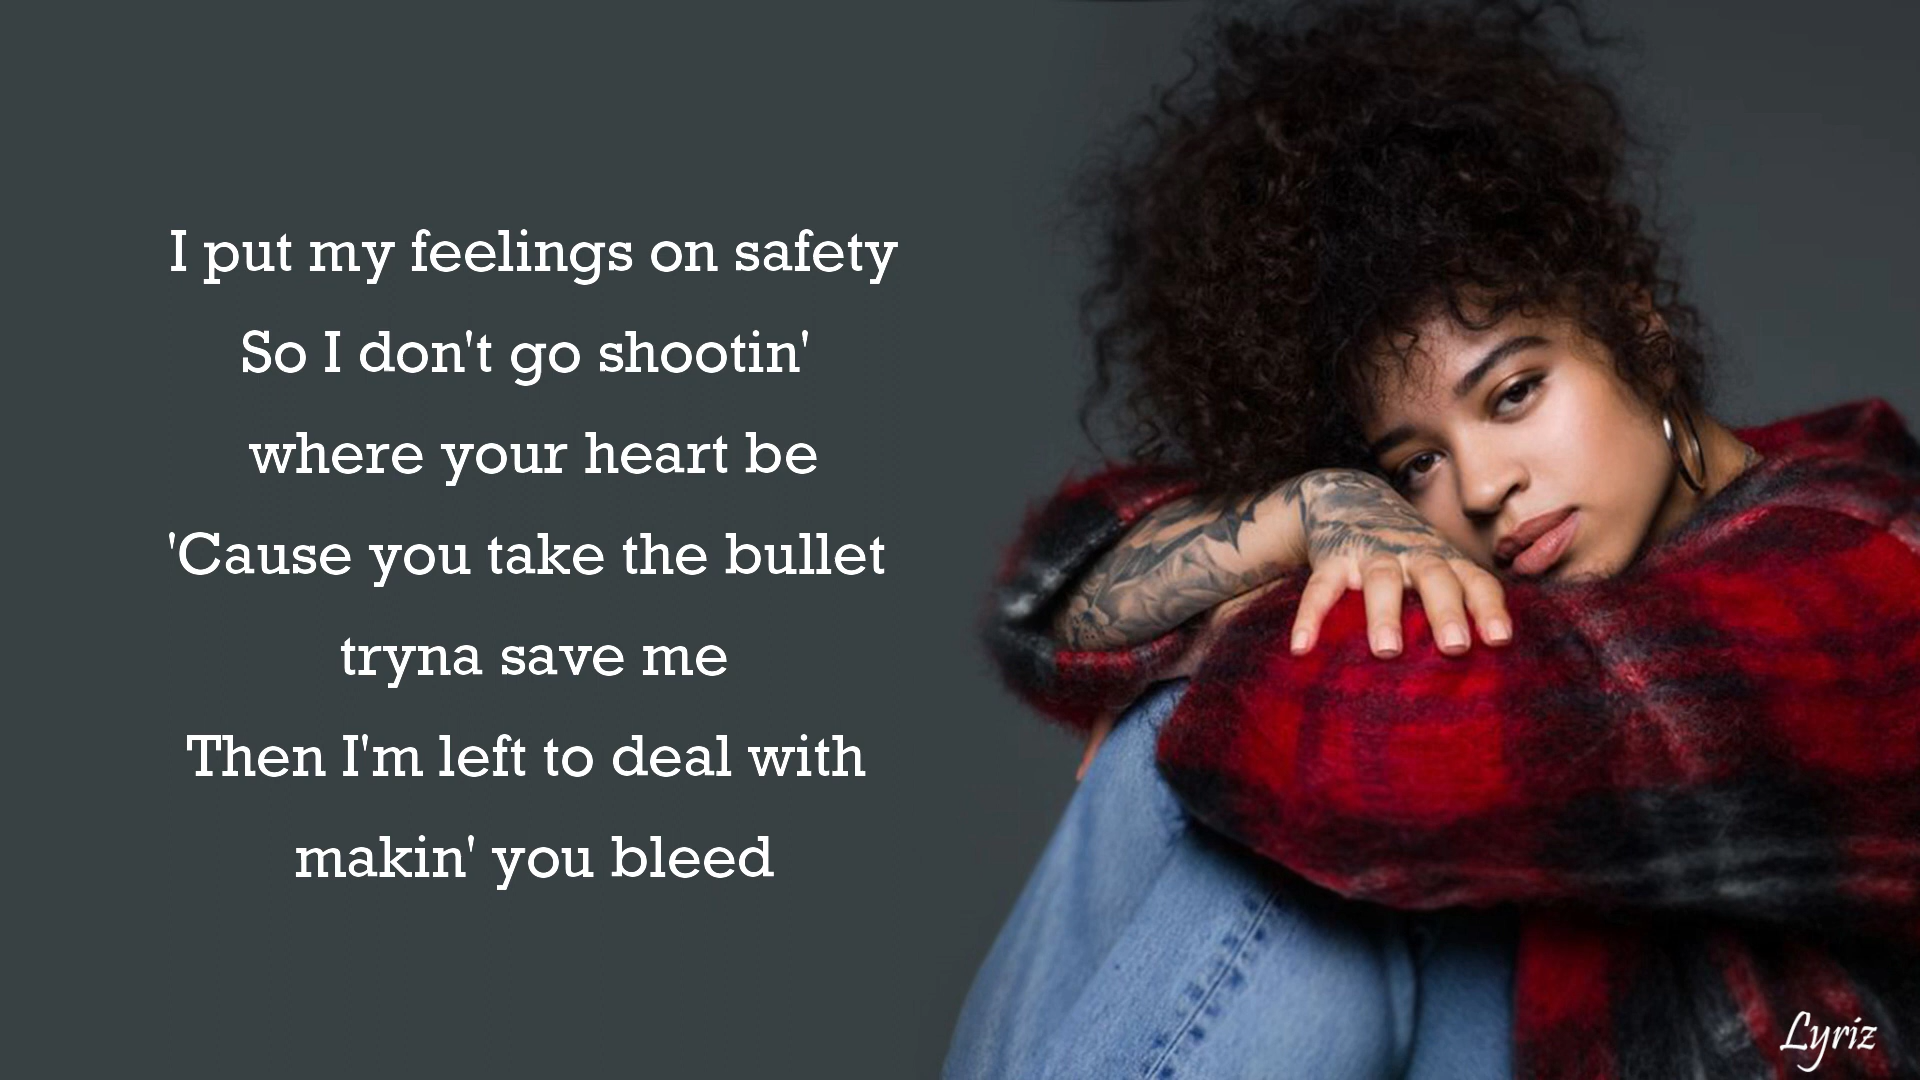 I put my feelings on safety
So I don't go shootin'
where your heart be
'Cause you take the bullet
tryna save me
Then I'm left to deal with
makin' you bleed
Lyriz